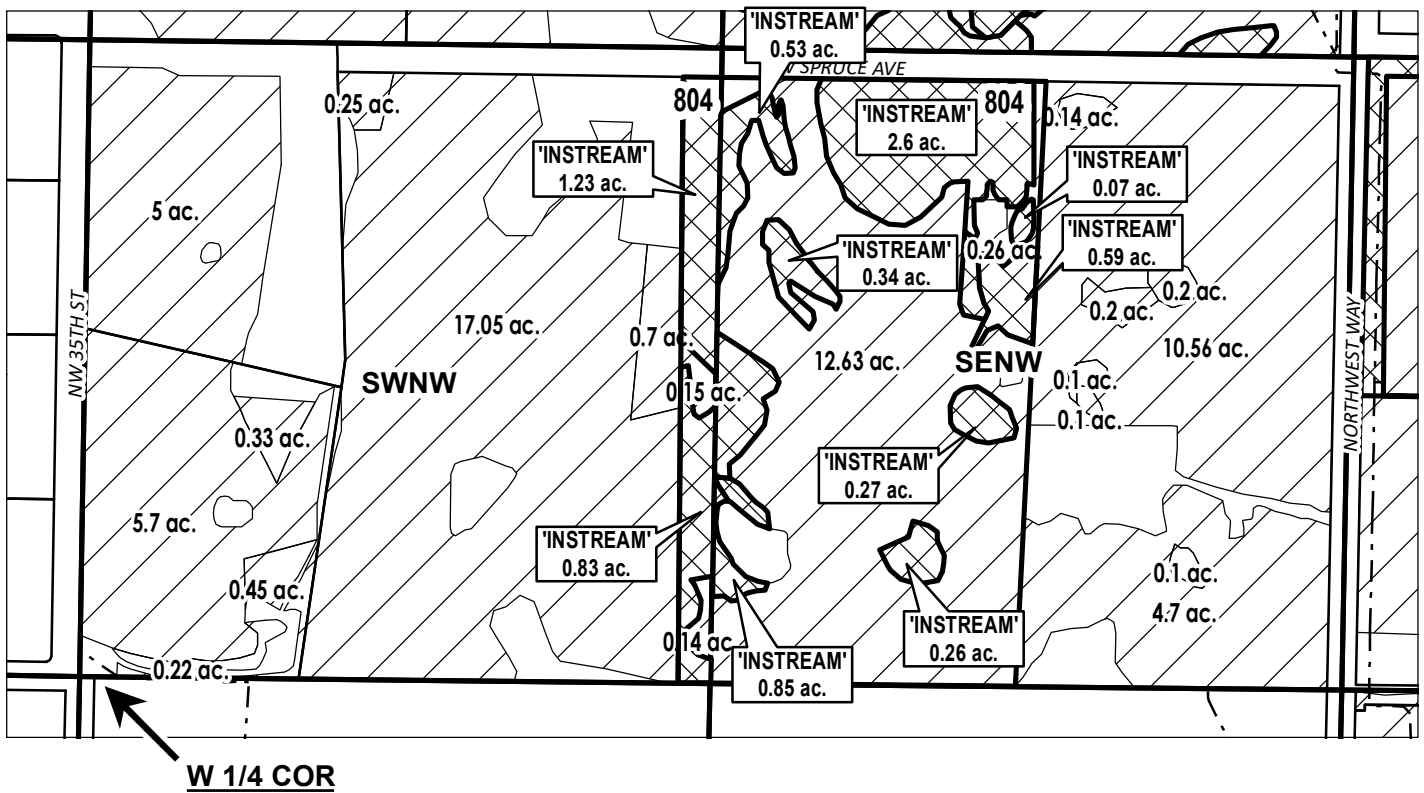 'INSTREAM'
0.53 ac.
SPRUCE AVE
0.25 ac.
804
'INSTREAM'
2.6 ac.
804
0.14 ac.
'INSTREAM'
1.23 ac.
'INSTREAM'
0.07 ac.
5 ac.
'INSTREAM'
0.34 ac.
0.26 ac.
'INSTREAM'
0.59 ac.
0.2 ac.
0.2 ac.
NW 35TH ST
17.05 ac.
0.7 ac.
12.63 ac.
SENW
10.56 ac.
NORTHWEST WAY
SWNW
0.15 ac.
0.1 ac.
0.1 ac.
0.33 ac.
'INSTREAM'
0.27 ac.
5.7 ac.
'INSTREAM'
0.83 ac.
0.45 ac.
0.1 ac.
4.7 ac.
0.14 ac.
'INSTREAM'
0.26 ac.
0.22 ac.
'INSTREAM'
0.85 ac.
W 1/4 COR